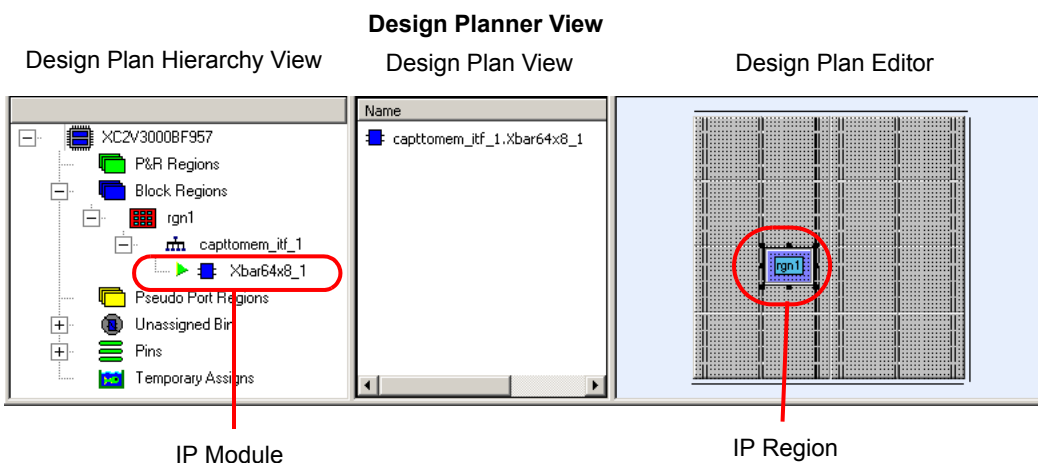 Design Planner View
Design Plan Hierarchy View
Design Plan View
Design Plan Editor
Name
XC2V3000BF957
P&R Regions
Block Regions
rgn1
capttomem_itf_1
Xbar64x8_1
Pseudo Port Regions
Unassigned Bin
Pins
Temporary Assigns
capttomem_itf_1.Xbar64x8_1
rgn1
IP Module
IP Region